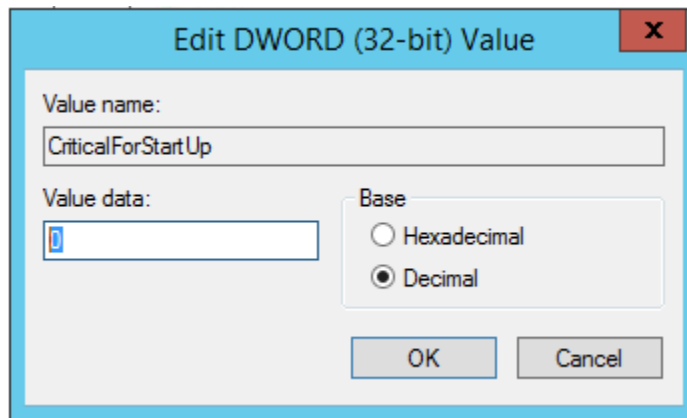 Edit DWORD (32-bit) Value
x
Value name:
CriticalForStartUp
Value data:
0
Base
Hexadecimal
Decimal
OK
Cancel